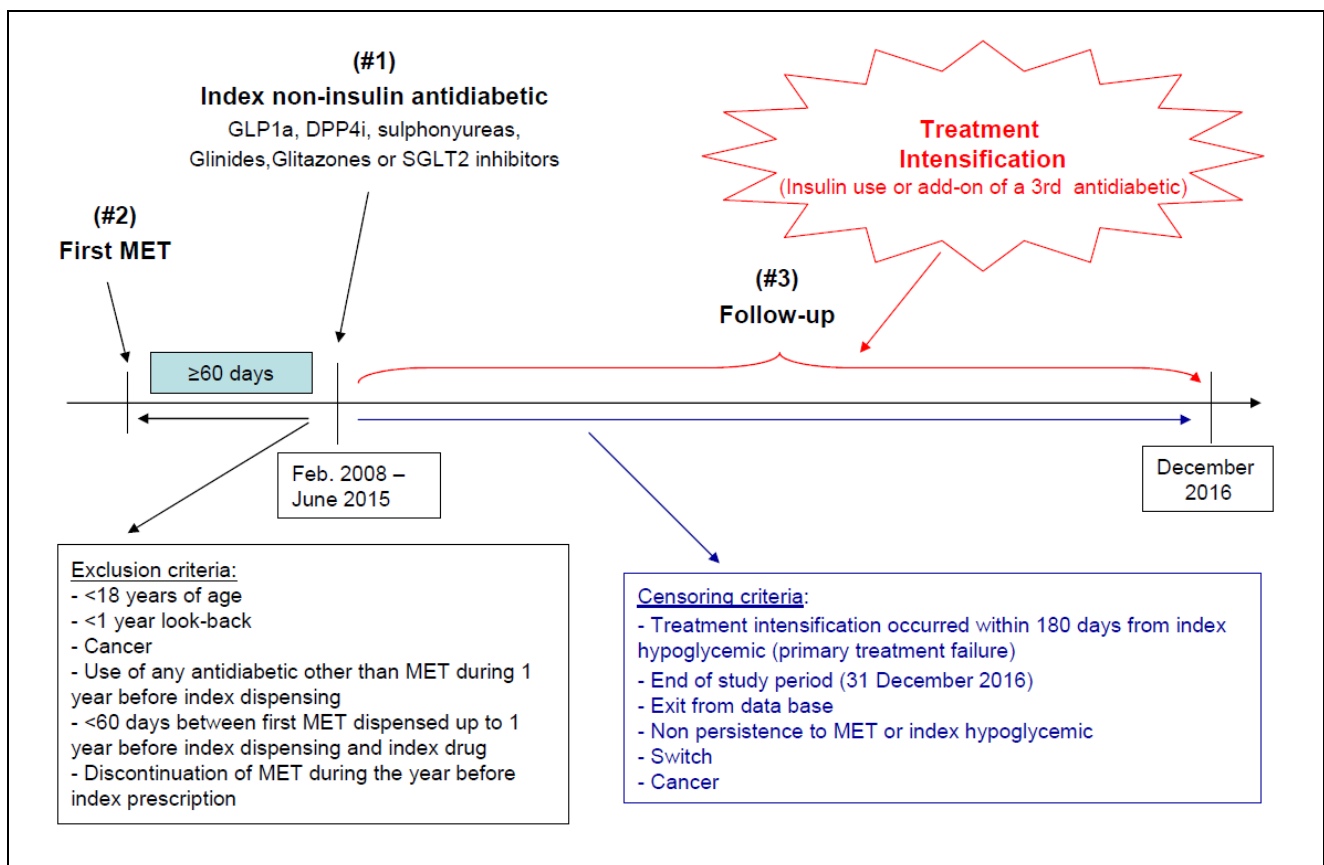 (#1)
Index non-insulin antidiabetic
GLP1a, DPP4i, sulphonyureas,
Glinides,Glitazones or SGLT2 inhibitors
Treatment
Intensification
(Insulin use or add-on of a 3rd antidiabetic)
(#2)
First MET
(#3)
Follow-up
≥60 days
Feb. 2008 –
June 2015
December
2016
Exclusion criteria:
- <18 years of age
- <1 year look-back
- Cancer
- Use of any antidiabetic other than MET during 1
year before index dispensing
- <60 days between first MET dispensed up to 1
year before index dispensing and index drug
- Discontinuation of MET during the year before
index prescription
Censoring criteria:
- Treatment intensification occurred within 180 days from index
hypoglycemic (primary treatment failure)
- End of study period (31 December 2016)
- Exit from data base
- Non persistence to MET or index hypoglycemic
- Switch
- Cancer